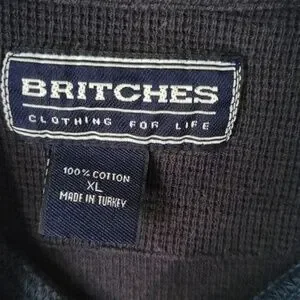 BRITCHES
CLOTHING FOR LIFE
100% COTTON
XL
MADE IN TURKEY